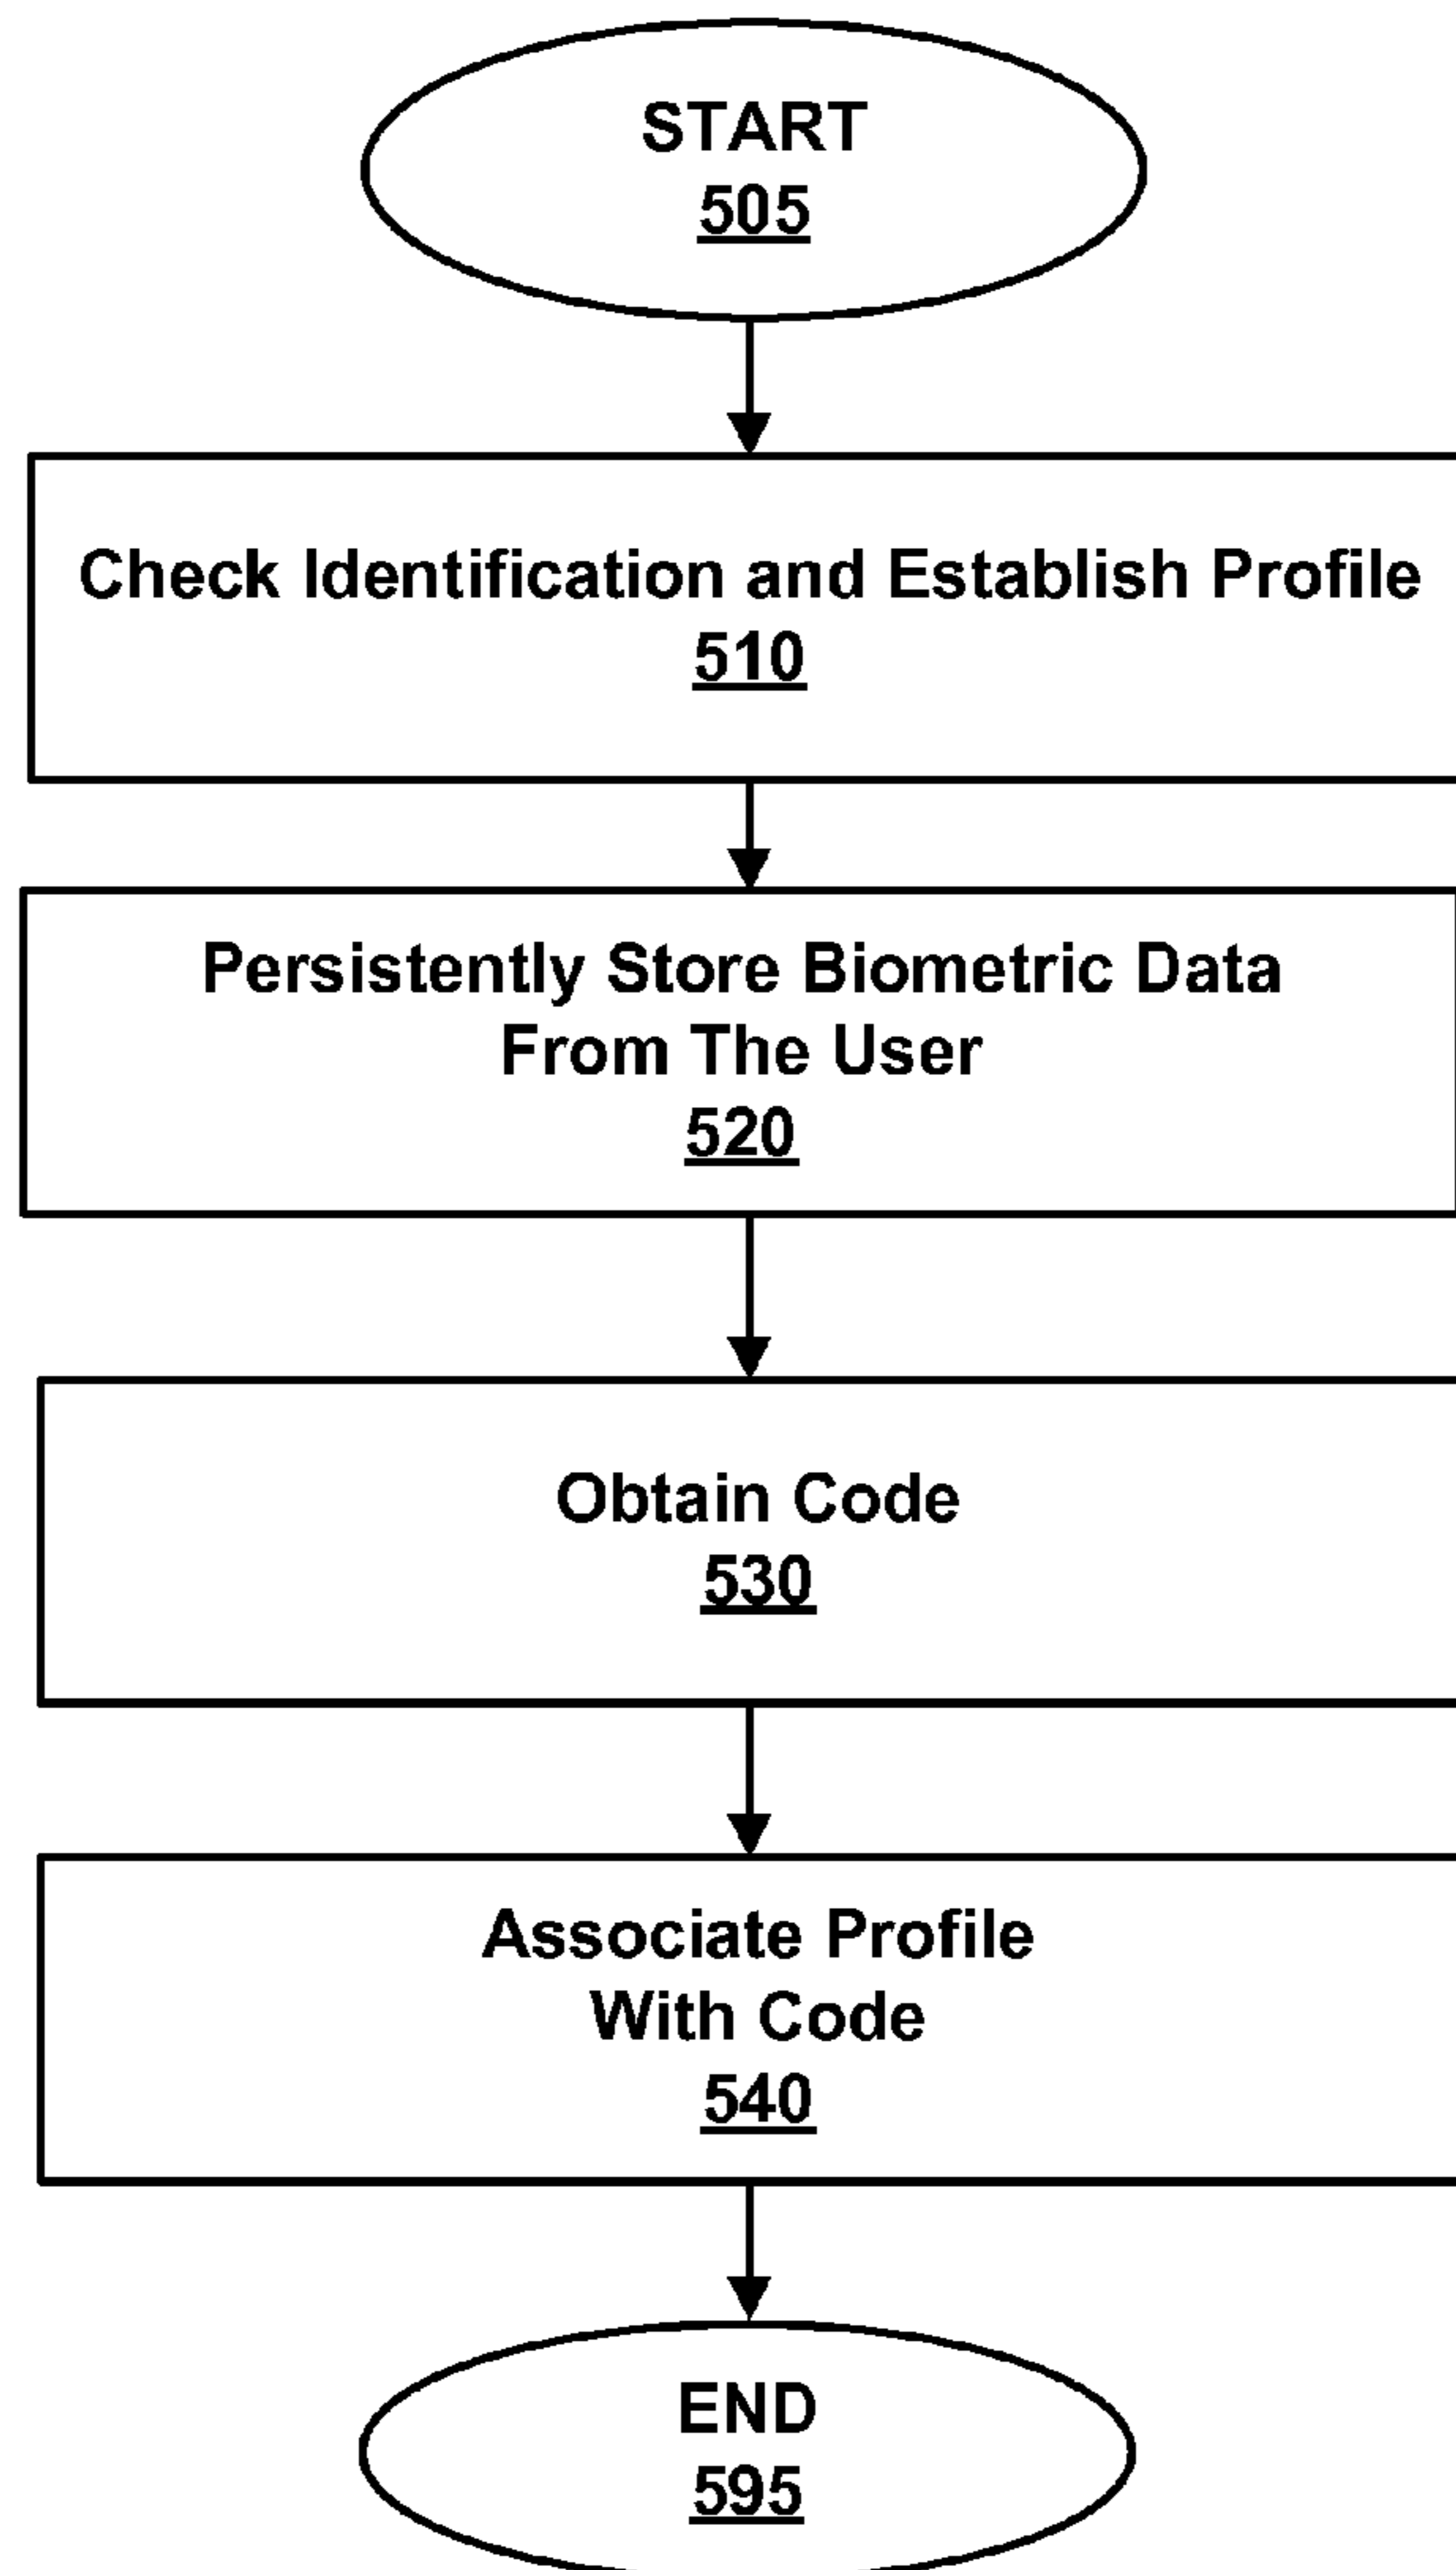 START
505
Check Identification and Establish Profile
510
Persistently Store Biometric Data
From The User
520
Obtain Code
530
Associate Profile
With Code
540
END
595